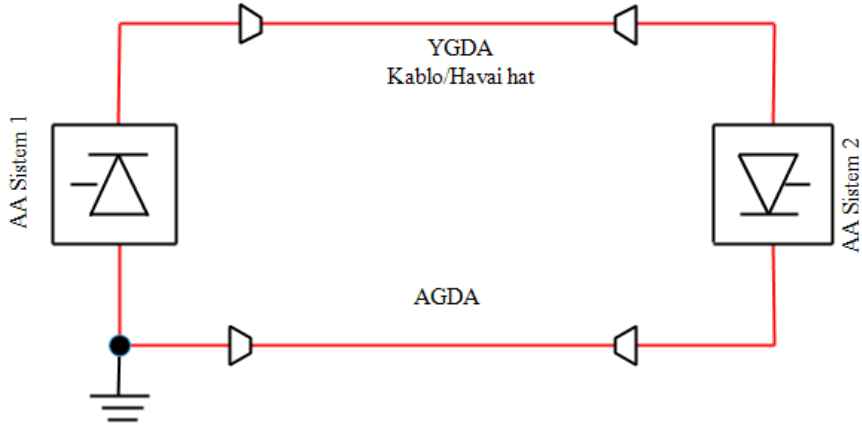 YGDA
Kablo/Havai hat
AA Sistem 1
AA Sistem 2
AGDA